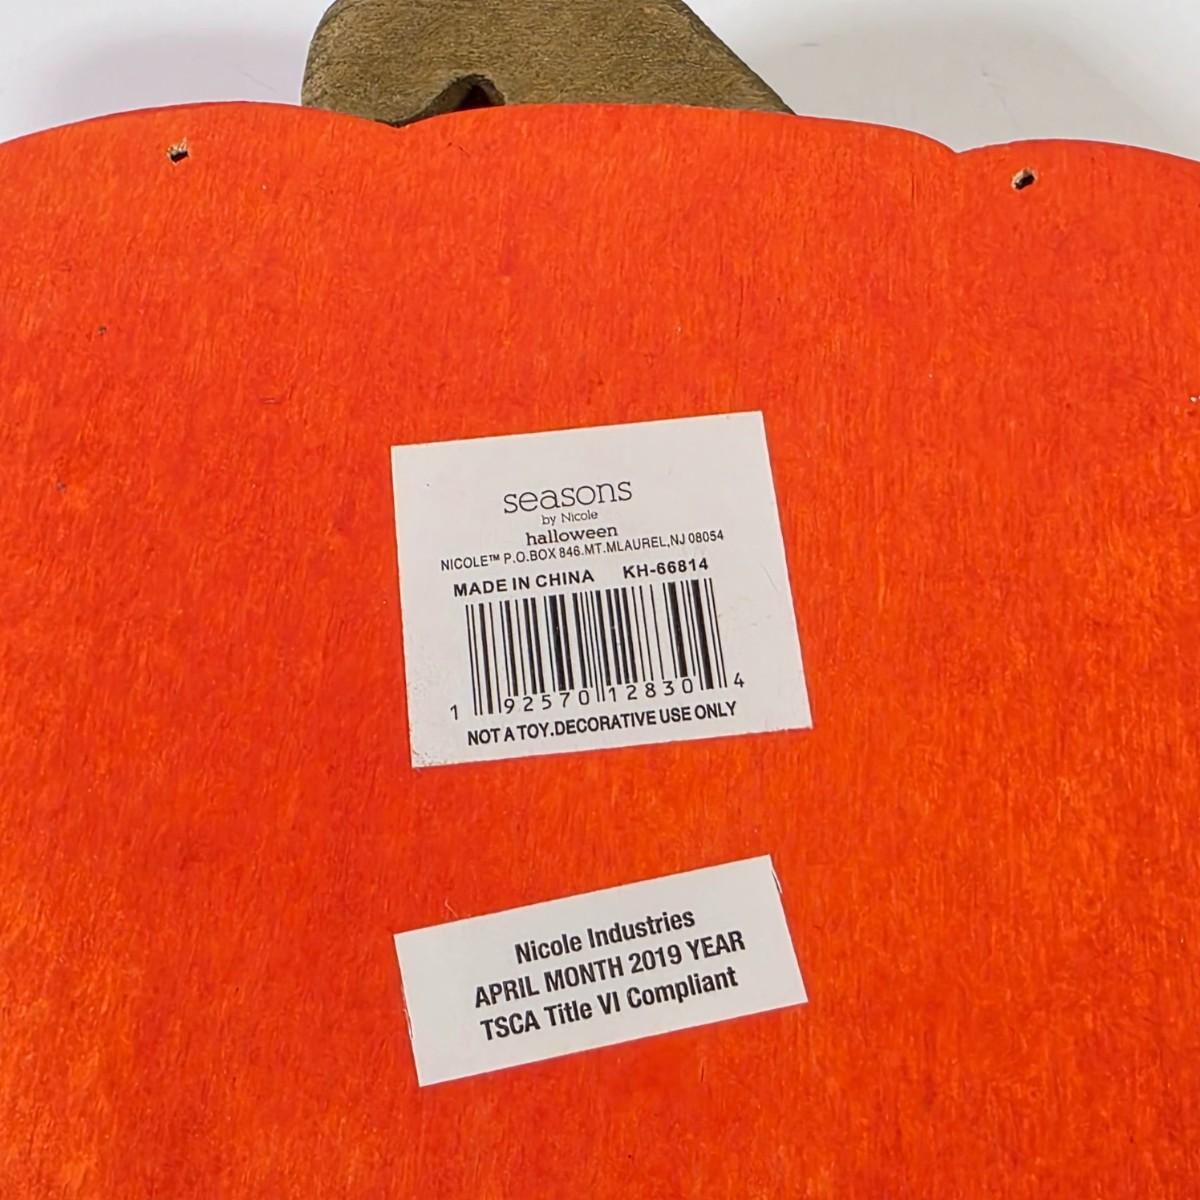 seasons
by Nicole
halloween
NICOLE™ P.O.BOX 846.MT.MLAUREL,NJ 08054
MADE IN CHINA KH-66814
1 92570 12830 4
NOT A TOY.DECORATIVE USE ONLY
Nicole Industries
APRIL MONTH 2019 YEAR
TSCA Title VI Compliant